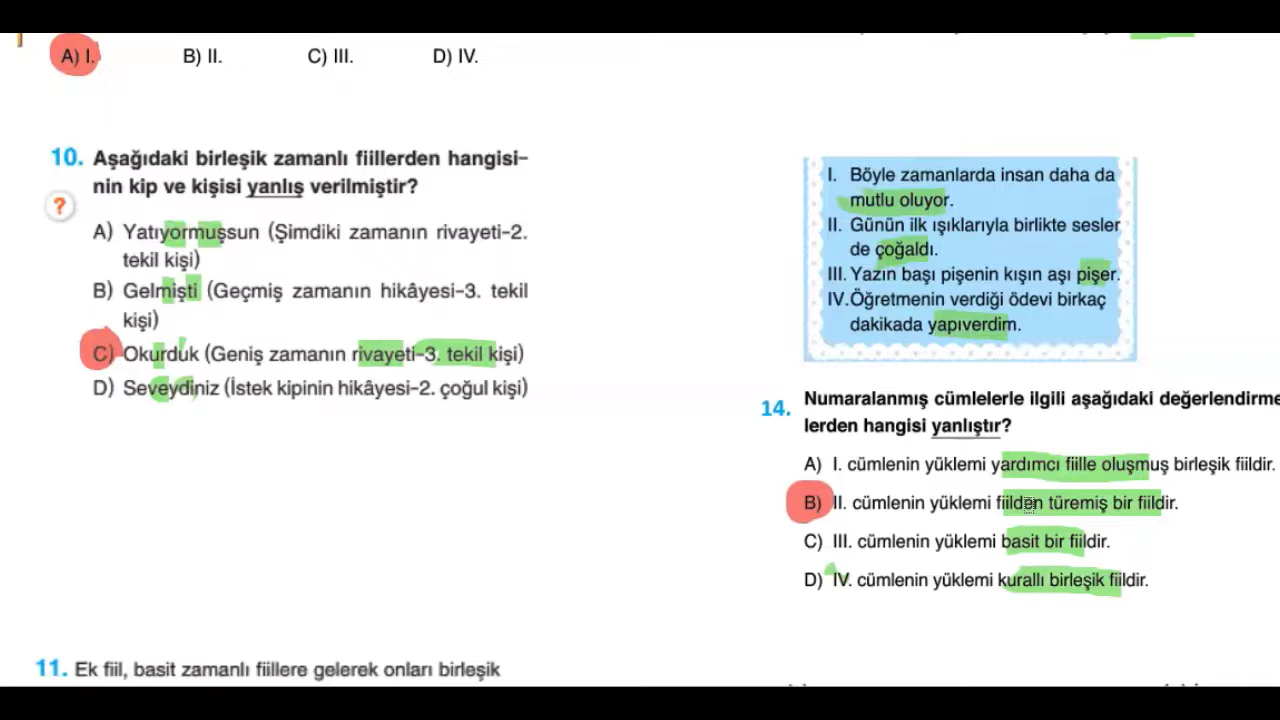 A) I. B) II. C) III. D) IV.
10. Aşağıdaki birleşik zamanlı fiillerden hangisi-
nin kip ve kişisi yanlış verilmiştir?
?
A) Yatıyormuşsun (Şimdiki zamanın rivayeti-2.
tekil kişi)
B) Gelmişti (Geçmiş zamanın hikâyesi-3. tekil
kişi)
C) Okurduk (Geniş zamanın rivayeti-3. tekil kişi)
D) Seveydiniz (İstek kipinin hikâyesi-2. çoğul kişi)
11. Ek fiil, basit zamanlı fiillere gelerek onları birleşik
I. Böyle zamanlarda insan daha da
mutlu oluyor.
II. Günün ilk ışıklarıyla birlikte sesler
de çoğaldı.
III. Yazın başı pişenin kışın aşı pişer.
IV.Öğretmenin verdiği ödevi birkaç
dakikada yapıverdim.
14. Numaralanmış cümlelerle ilgili aşağıdaki değerlendirme
lerden hangisi yanlıştır?
A) I. cümlenin yüklemi yardımcı fiille oluşmuş birleşik fiildir.
B) II. cümlenin yüklemi fiilden türemiş bir fiildir.
C) III. cümlenin yüklemi basit bir fiildir.
D) IV. cümlenin yüklemi kurallı birleşik fiildir.